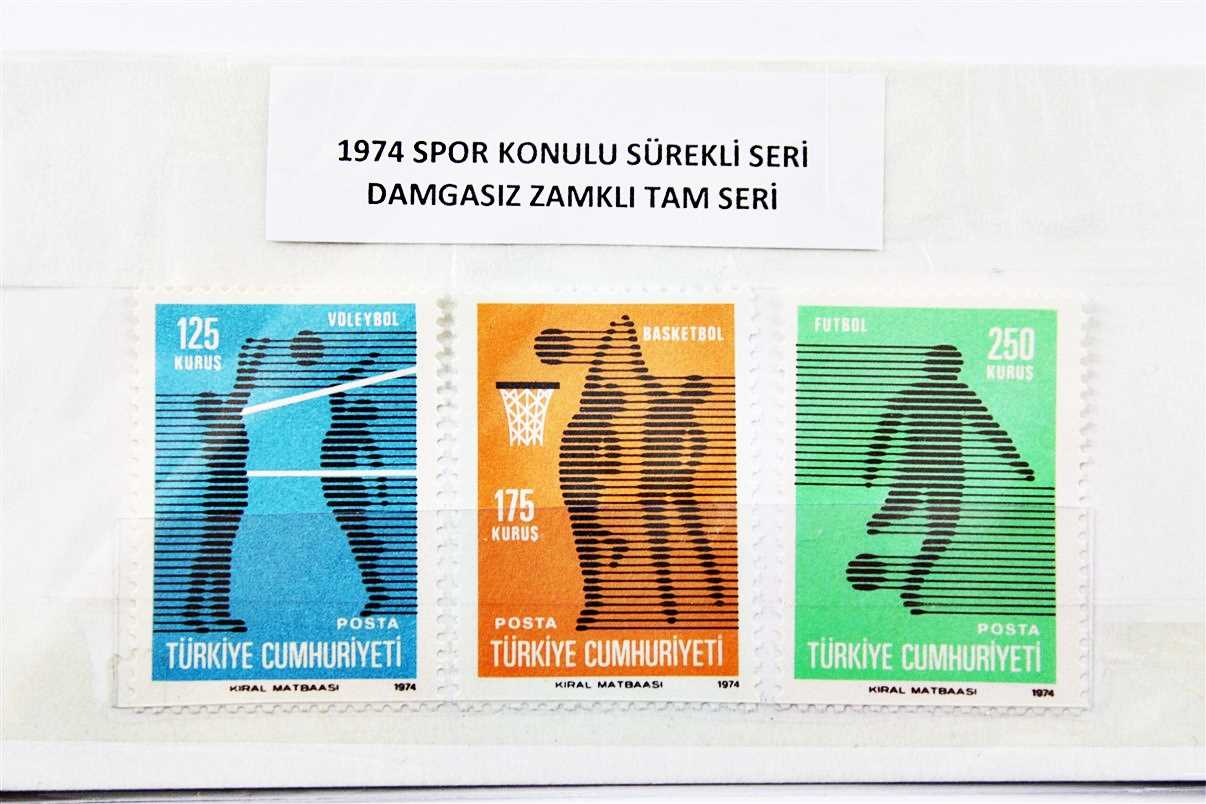 1974 SPOR KONULU SÜREKLİ SERİ
DAMGASIZ ZAMKLI TAM SERİ
125
KURUŞ
VOLEYBOL
POSTA
TÜRKİYE CUMHURİYETİ
KIRAL MATBAASI 1974
BASKETBOL
175
KURUŞ
POSTA
TÜRKİYE CUMHURİYETİ
KIRAL MATBAASI 1974
FUTBOL
250
KURUŞ
POSTA
TÜRKİYE CUMHURİYETİ
KIRAL MATBAASI 1974